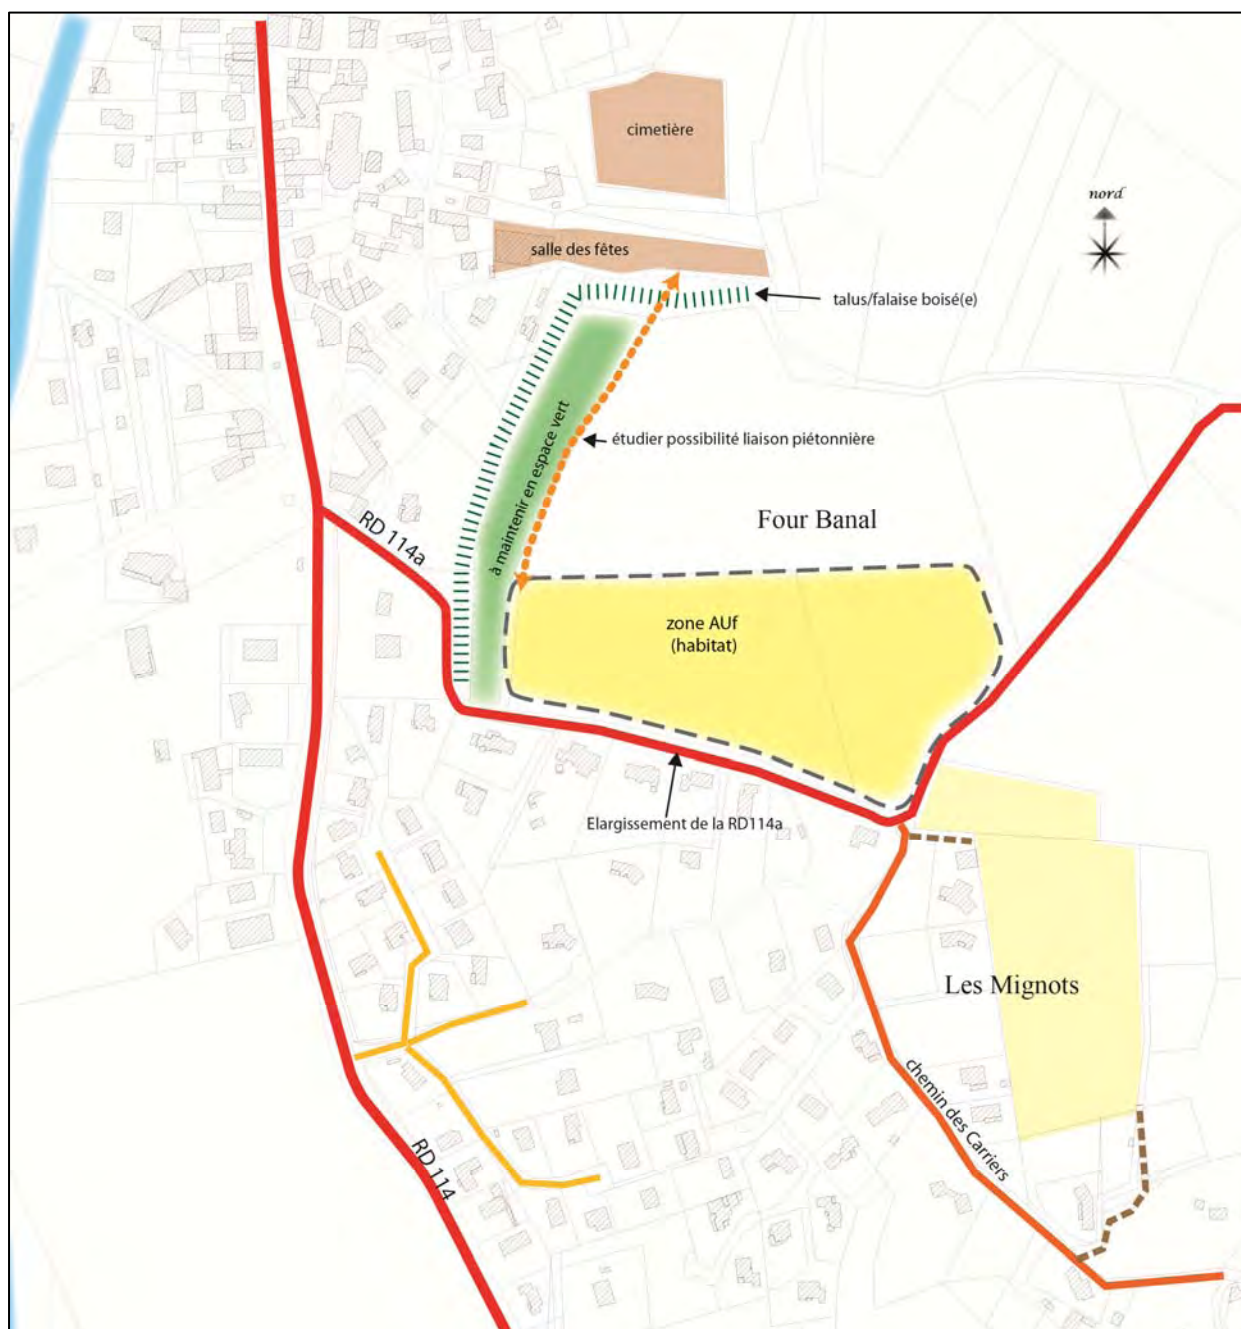 cimetière
nord
salle des fêtes
talus/falaise boisé(e)
à maintenir en espace vert
étudier possibilité liaison piétonnière
Four Banal
RD 114a
zone AUf
(habitat)
Elargissement de la RD114a
Les Mignots
chemin des Carriers
RD 114